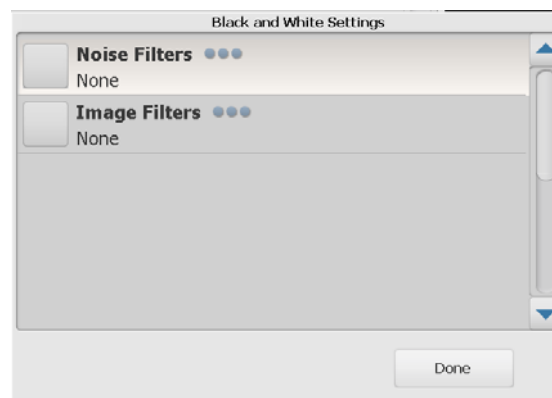 Black and White Settings
Noise Filters
None
Image Filters
None
Done